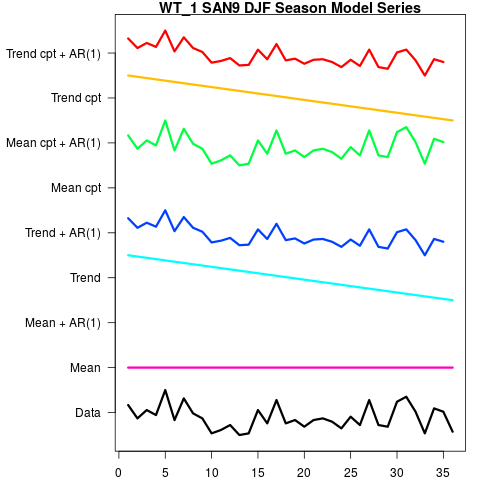 WT_1 SAN9 DJF Season Model Series
Trend cpt + AR(1)
Trend cpt
Mean cpt + AR(1)
Mean cpt
Trend + AR(1)
Trend
Mean + AR(1)
Mean
Data
0 5 10 15 20 25 30 35